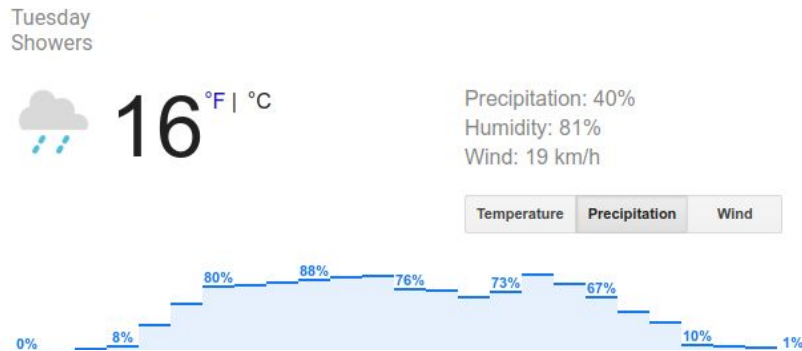 Tuesday
Showers
16 °F | °C
Precipitation: 40%
Humidity: 81%
Wind: 19 km/h
Temperature Precipitation Wind
0% 8% 80% 88% 76% 73% 67% 10% 1%